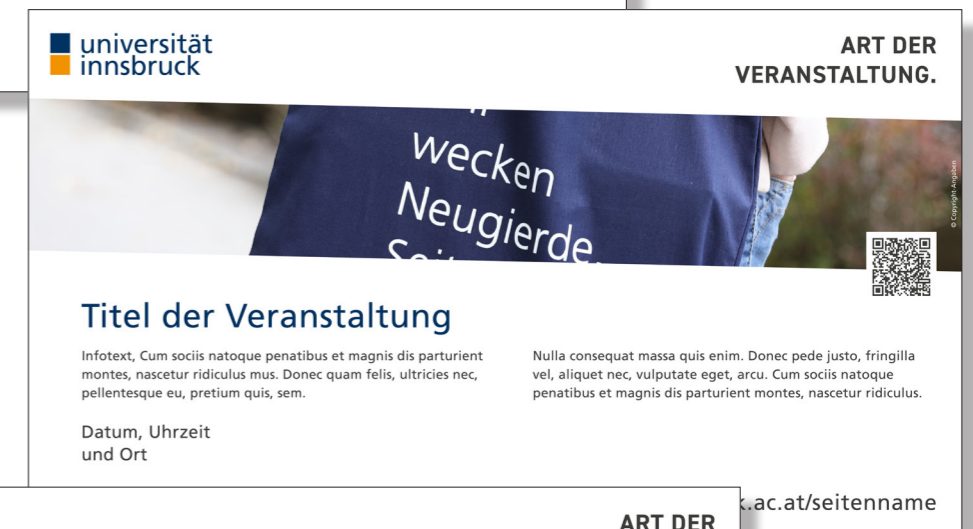 universität
innsbruck
ART DER
VERANSTALTUNG.
wecken
Neugierde.
© Copyright-Angaben
Titel der Veranstaltung
Infotext, Cum sociis natoque penatibus et magnis dis parturient
montes, nascetur ridiculus mus. Donec quam felis, ultricies nec,
pellentesque eu, pretium quis, sem.
Nulla consequat massa quis enim. Donec pede justo, fringilla
vel, aliquet nec, vulputate eget, arcu. Cum sociis natoque
penatibus et magnis dis parturient montes, nascetur ridiculus.
Datum, Uhrzeit
und Ort
.ac.at/seitenname
ART DER